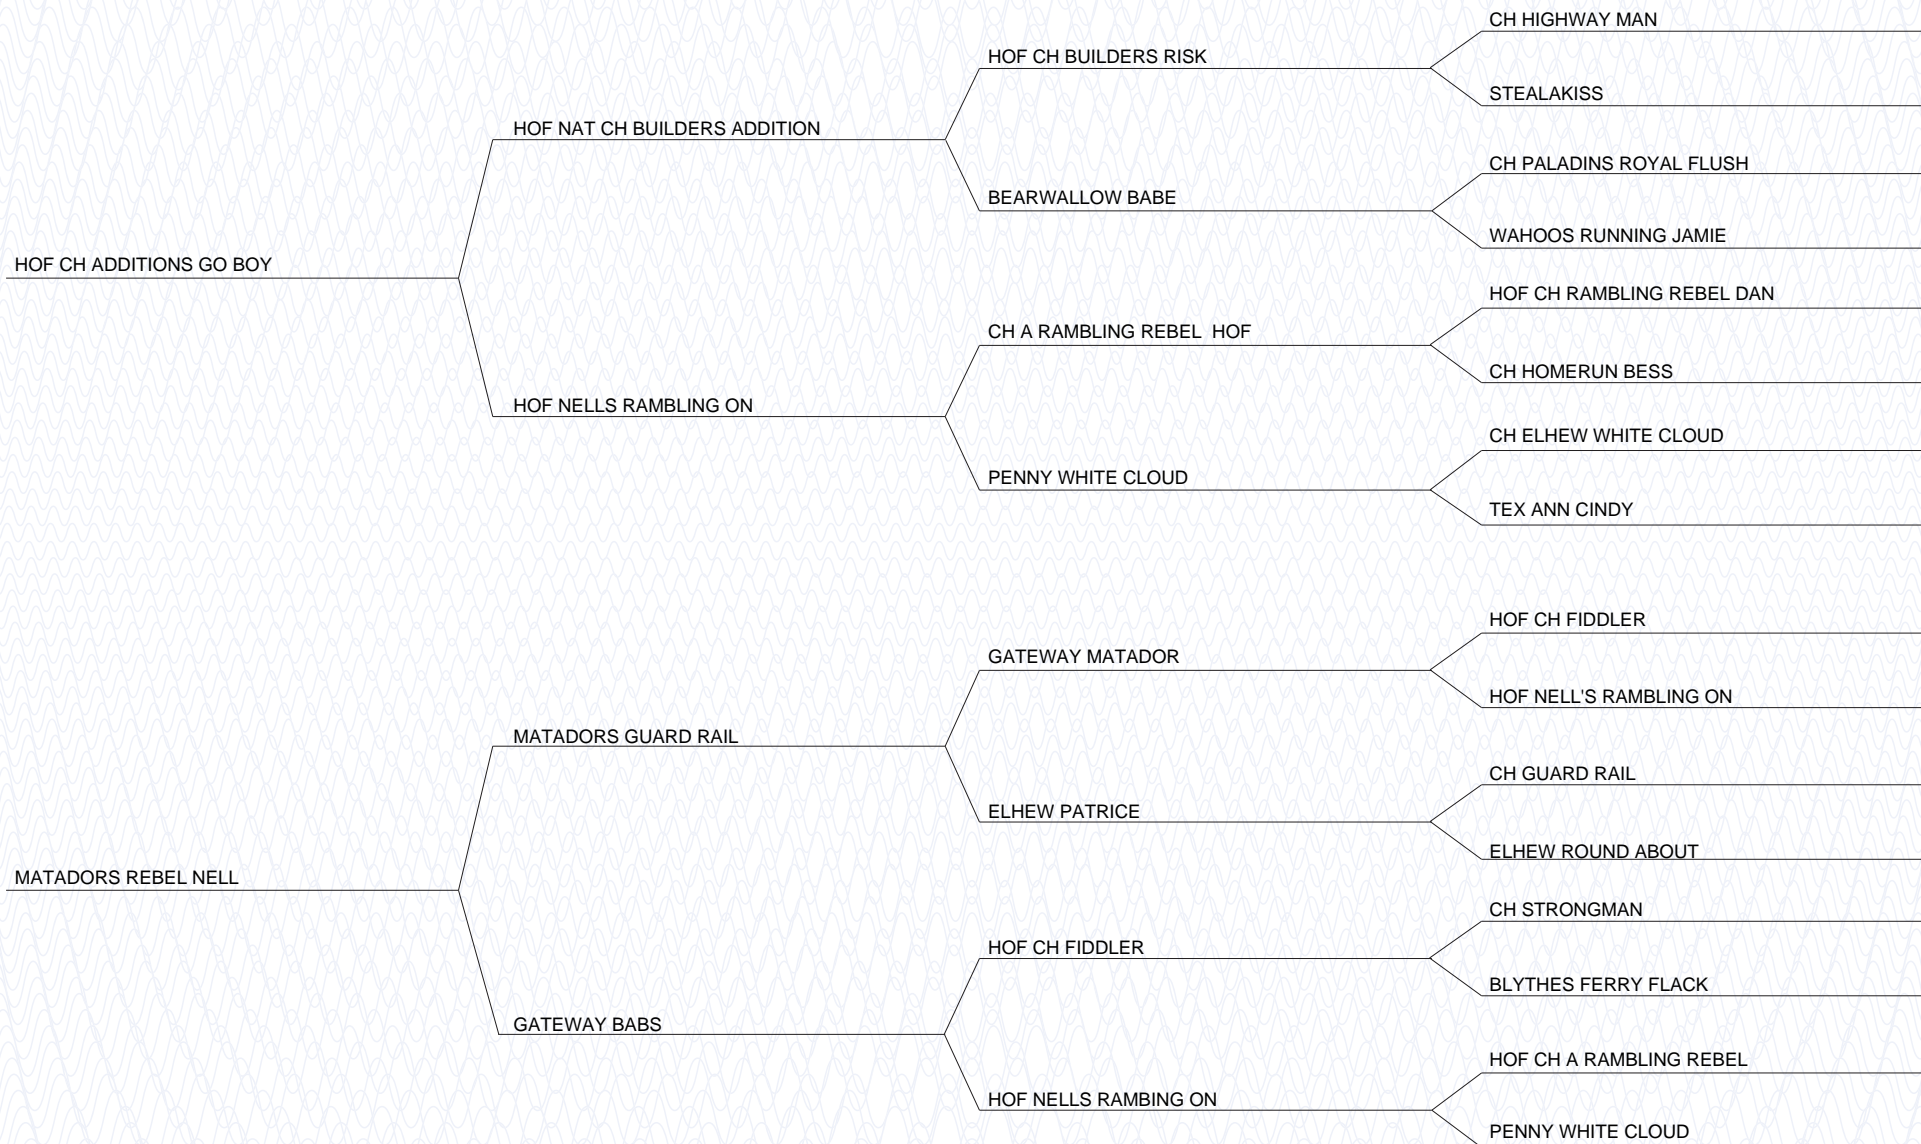 CH HIGHWAY MAN
HOF CH BUILDERS RISK
STEALAKISS
HOF NAT CH BUILDERS ADDITION
CH PALADINS ROYAL FLUSH
BEARWALLOW BABE
WAHOOS RUNNING JAMIE
HOF CH ADDITIONS GO BOY
HOF CH RAMBLING REBEL DAN
CH A RAMBLING REBEL  HOF
CH HOMERUN BESS
HOF NELLS RAMBLING ON
CH ELHEW WHITE CLOUD
PENNY WHITE CLOUD
TEX ANN CINDY
HOF CH FIDDLER
GATEWAY MATADOR
HOF NELL'S RAMBLING ON
MATADORS GUARD RAIL
CH GUARD RAIL
ELHEW PATRICE
ELHEW ROUND ABOUT
MATADORS REBEL NELL
CH STRONGMAN
HOF CH FIDDLER
BLYTHES FERRY FLACK
GATEWAY BABS
HOF CH A RAMBLING REBEL
HOF NELLS RAMBING ON
PENNY WHITE CLOUD